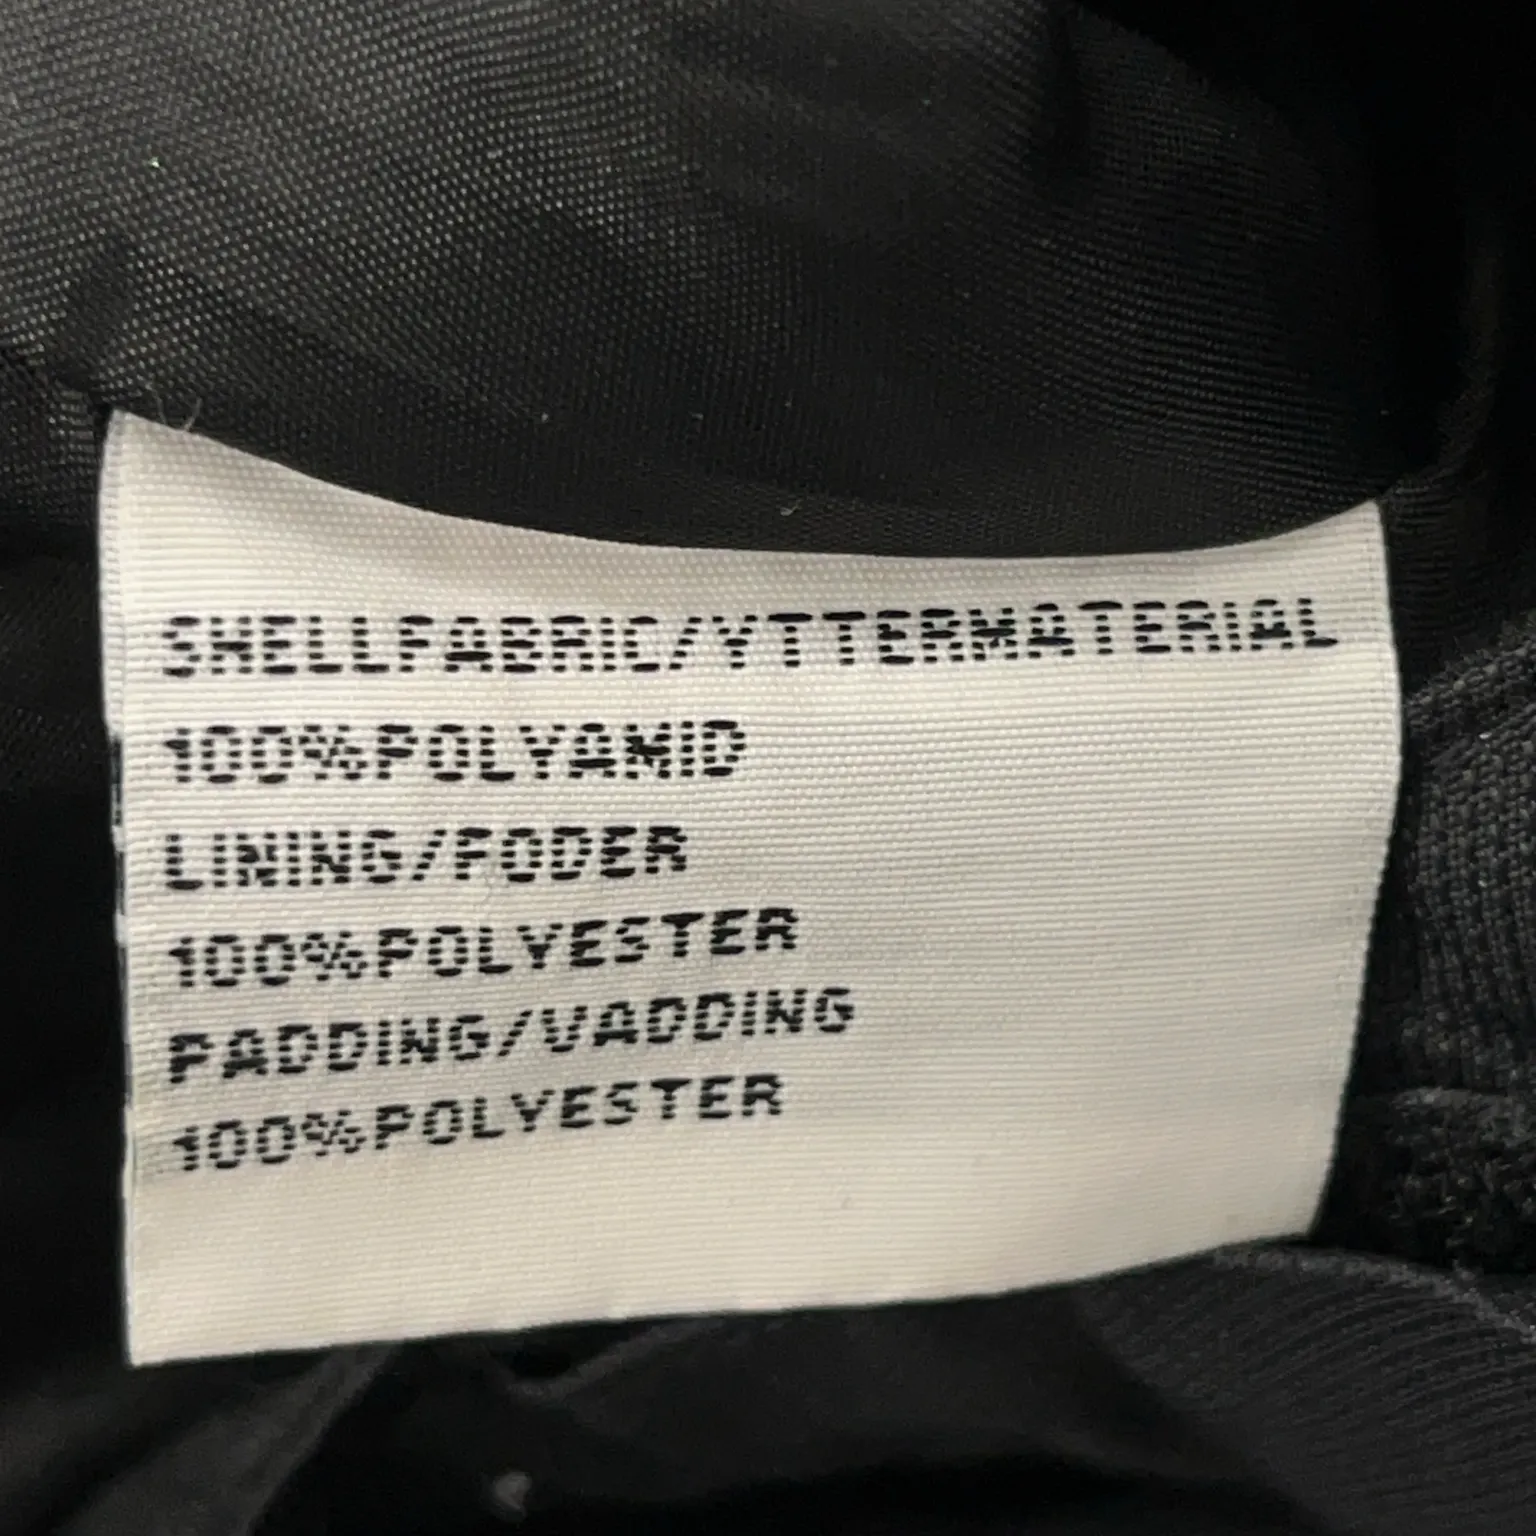 SHELLFABRIC/YTTERMATERIAL
100%POLYAMID
LINING/FODER
100%POLYESTER
PADDING/VADDING
100%POLYESTER